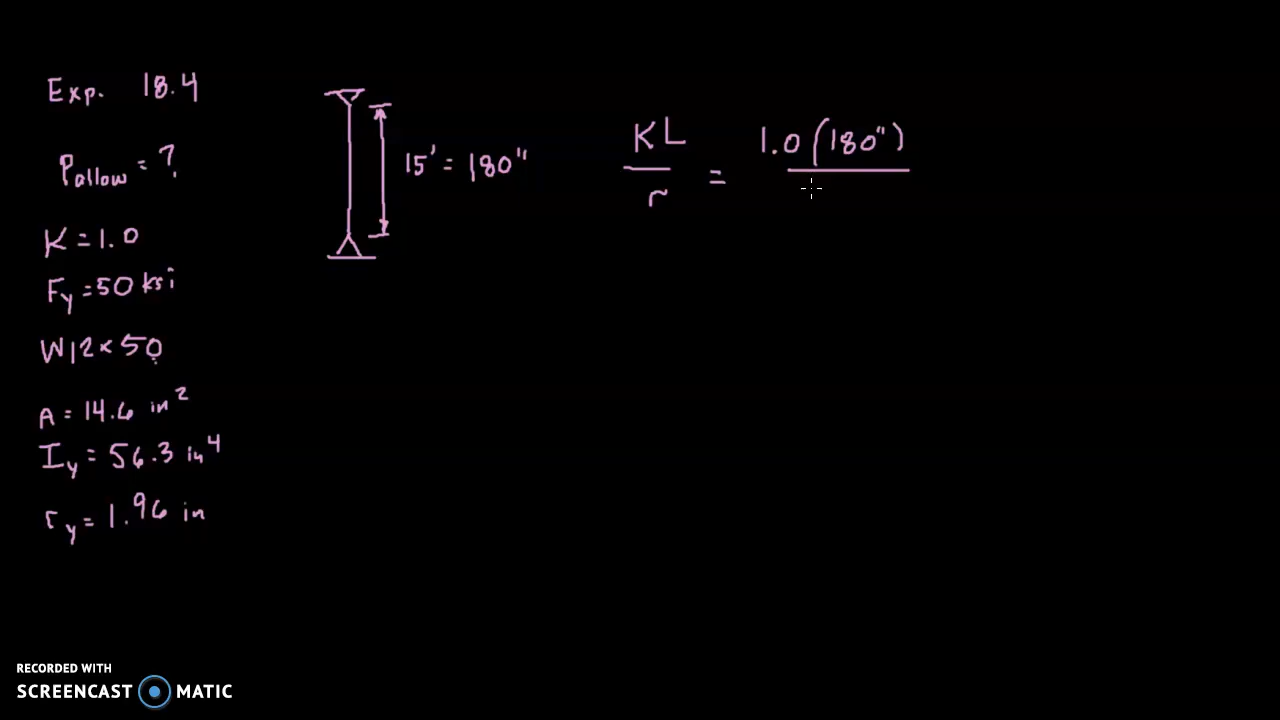 Exp. 18.4
Pallow = ?
K = 1.0
Fy = 50 ksi
W12 × 50
A = 14.6 in²
Iy = 56.3 in⁴
ry = 1.96 in
15' = 180"
KL
r
=
1.0 (180")
RECORDED WITH
SCREENCAST MATIC